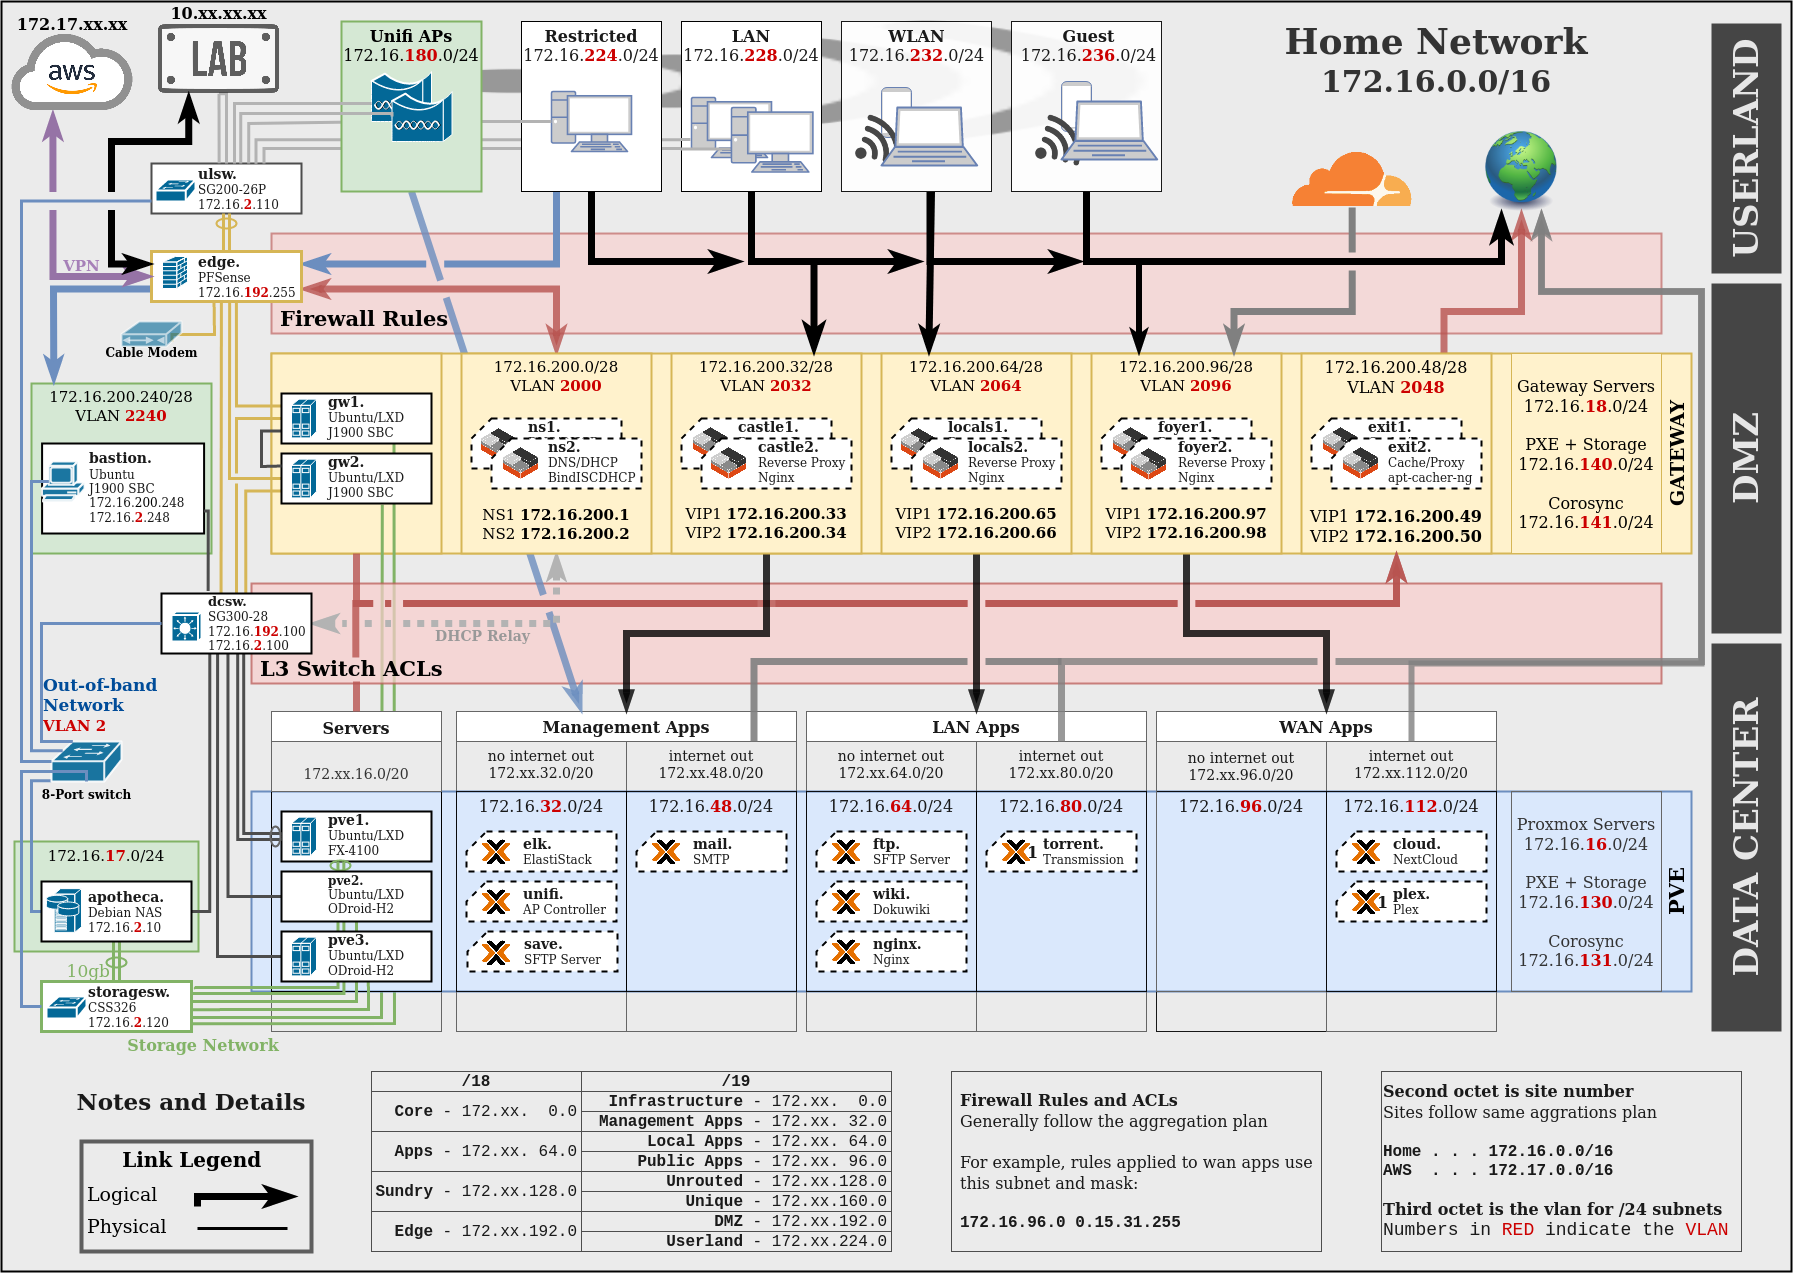 172.17.xx.xx
aws
10.xx.xx.xx
LAB
Unifi APs
172.16.180.0/24
Restricted
172.16.224.0/24
LAN
172.16.228.0/24
WLAN
172.16.232.0/24
Guest
172.16.236.0/24
Home Network
172.16.0.0/16
USERLAND
ulsw.
SG200-26P
172.16.2.110
VPN
edge.
PFSense
172.16.192.255
Cable Modem
Firewall Rules
172.16.200.240/28
VLAN 2240
bastion.
Ubuntu
J1900 SBC
172.16.200.248
172.16.2.248
gw1.
Ubuntu/LXD
J1900 SBC
gw2.
Ubuntu/LXD
J1900 SBC
172.16.200.0/28
VLAN 2000
ns1.
ns2.
DNS/DHCP
BindISCDHCP
NS1 172.16.200.1
NS2 172.16.200.2
172.16.200.32/28
VLAN 2032
castle1.
castle2.
Reverse Proxy
Nginx
VIP1 172.16.200.33
VIP2 172.16.200.34
172.16.200.64/28
VLAN 2064
locals1.
locals2.
Reverse Proxy
Nginx
VIP1 172.16.200.65
VIP2 172.16.200.66
172.16.200.96/28
VLAN 2096
foyer1.
foyer2.
Reverse Proxy
Nginx
VIP1 172.16.200.97
VIP2 172.16.200.98
172.16.200.48/28
VLAN 2048
exit1.
exit2.
Cache/Proxy
apt-cacher-ng
VIP1 172.16.200.49
VIP2 172.16.200.50
Gateway Servers
172.16.18.0/24
PXE + Storage
172.16.140.0/24
Corosync
172.16.141.0/24
GATEWAY
DMZ
dcsw.
SG300-28
172.16.192.100
172.16.2.100
DHCP Relay
L3 Switch ACLs
Out-of-band
Network
VLAN 2
8-Port switch
Servers
172.xx.16.0/20
Management Apps
no internet out
172.xx.32.0/20
internet out
172.xx.48.0/20
LAN Apps
no internet out
172.xx.64.0/20
internet out
172.xx.80.0/20
WAN Apps
no internet out
172.xx.96.0/20
internet out
172.xx.112.0/20
172.16.17.0/24
apotheca.
Debian NAS
172.16.2.10
10gb
storagesw.
CSS326
172.16.2.120
Storage Network
pve1.
Ubuntu/LXD
FX-4100
pve2.
Ubuntu/LXD
ODroid-H2
pve3.
Ubuntu/LXD
ODroid-H2
172.16.32.0/24
elk.
ElastiStack
unifi.
AP Controller
save.
SFTP Server
172.16.48.0/24
mail.
SMTP
172.16.64.0/24
ftp.
SFTP Server
wiki.
Dokuwiki
nginx.
Nginx
172.16.80.0/24
1 torrent.
Transmission
172.16.96.0/24
172.16.112.0/24
cloud.
NextCloud
1 plex.
Plex
Proxmox Servers
172.16.16.0/24
PXE + Storage
172.16.130.0/24
Corosync
172.16.131.0/24
PVE
DATA CENTER
Notes and Details
Link Legend
Logical
Physical
/18
Core - 172.xx.  0.0
Apps - 172.xx. 64.0
Sundry - 172.xx.128.0
Edge - 172.xx.192.0
/19
Infrastructure - 172.xx.  0.0
Management Apps - 172.xx. 32.0
Local Apps - 172.xx. 64.0
Public Apps - 172.xx. 96.0
Unrouted - 172.xx.128.0
Unique - 172.xx.160.0
DMZ - 172.xx.192.0
Userland - 172.xx.224.0
Firewall Rules and ACLs
Generally follow the aggregation plan
For example, rules applied to wan apps use
this subnet and mask:
172.16.96.0 0.15.31.255
Second octet is site number
Sites follow same aggrations plan
Home . . . 172.16.0.0/16
AWS  . . . 172.17.0.0/16
Third octet is the vlan for /24 subnets
Numbers in RED indicate the VLAN